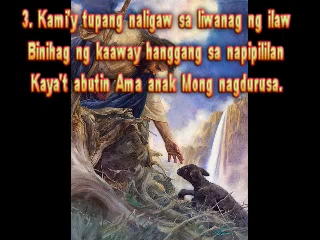 3. Kami'y tupang naligaw sa liwanag ng ilaw
Binihag ng kaaway hanggang sa napipilan
Kaya't abutin Ama anak Mong nagdurusa.